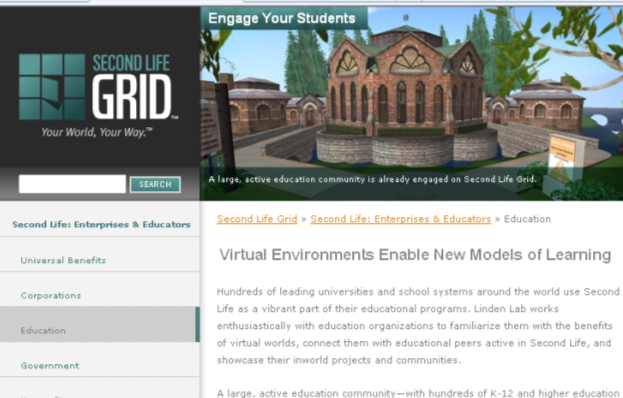 Engage Your Students
SECOND LIFE
GRID™
Your World, Your Way.™
SEARCH
A large, active education community is already engaged on Second Life Grid.
Second Life: Enterprises & Educators
Universal Benefits
Corporations
Education
Government
Second Life Grid » Second Life: Enterprises & Educators » Education
Virtual Environments Enable New Models of Learning
Hundreds of leading universities and school systems around the world use Second
Life as a vibrant part of their educational programs. Linden Lab works
enthusiastically with education organizations to familiarize them with the benefits
of virtual worlds, connect them with educational peers active in Second Life, and
showcase their inworld projects and communities.
A large, active education community—with hundreds of K-12 and higher education